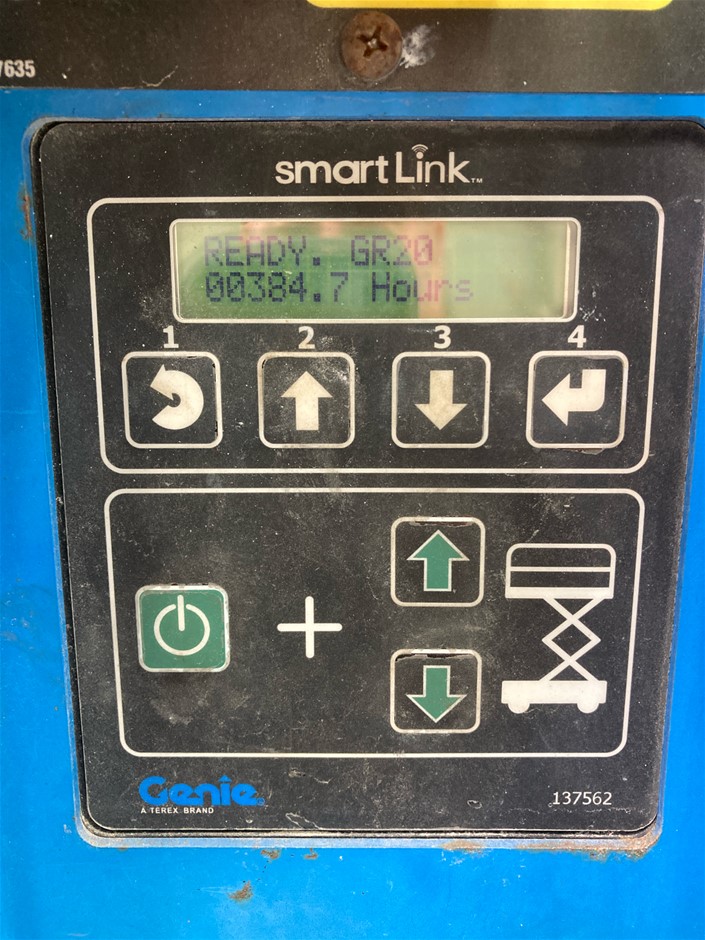 7635
smartLink™
READY. GR20
00384.7 Hours
1 2 3 4
Genie
A TEREX BRAND
137562